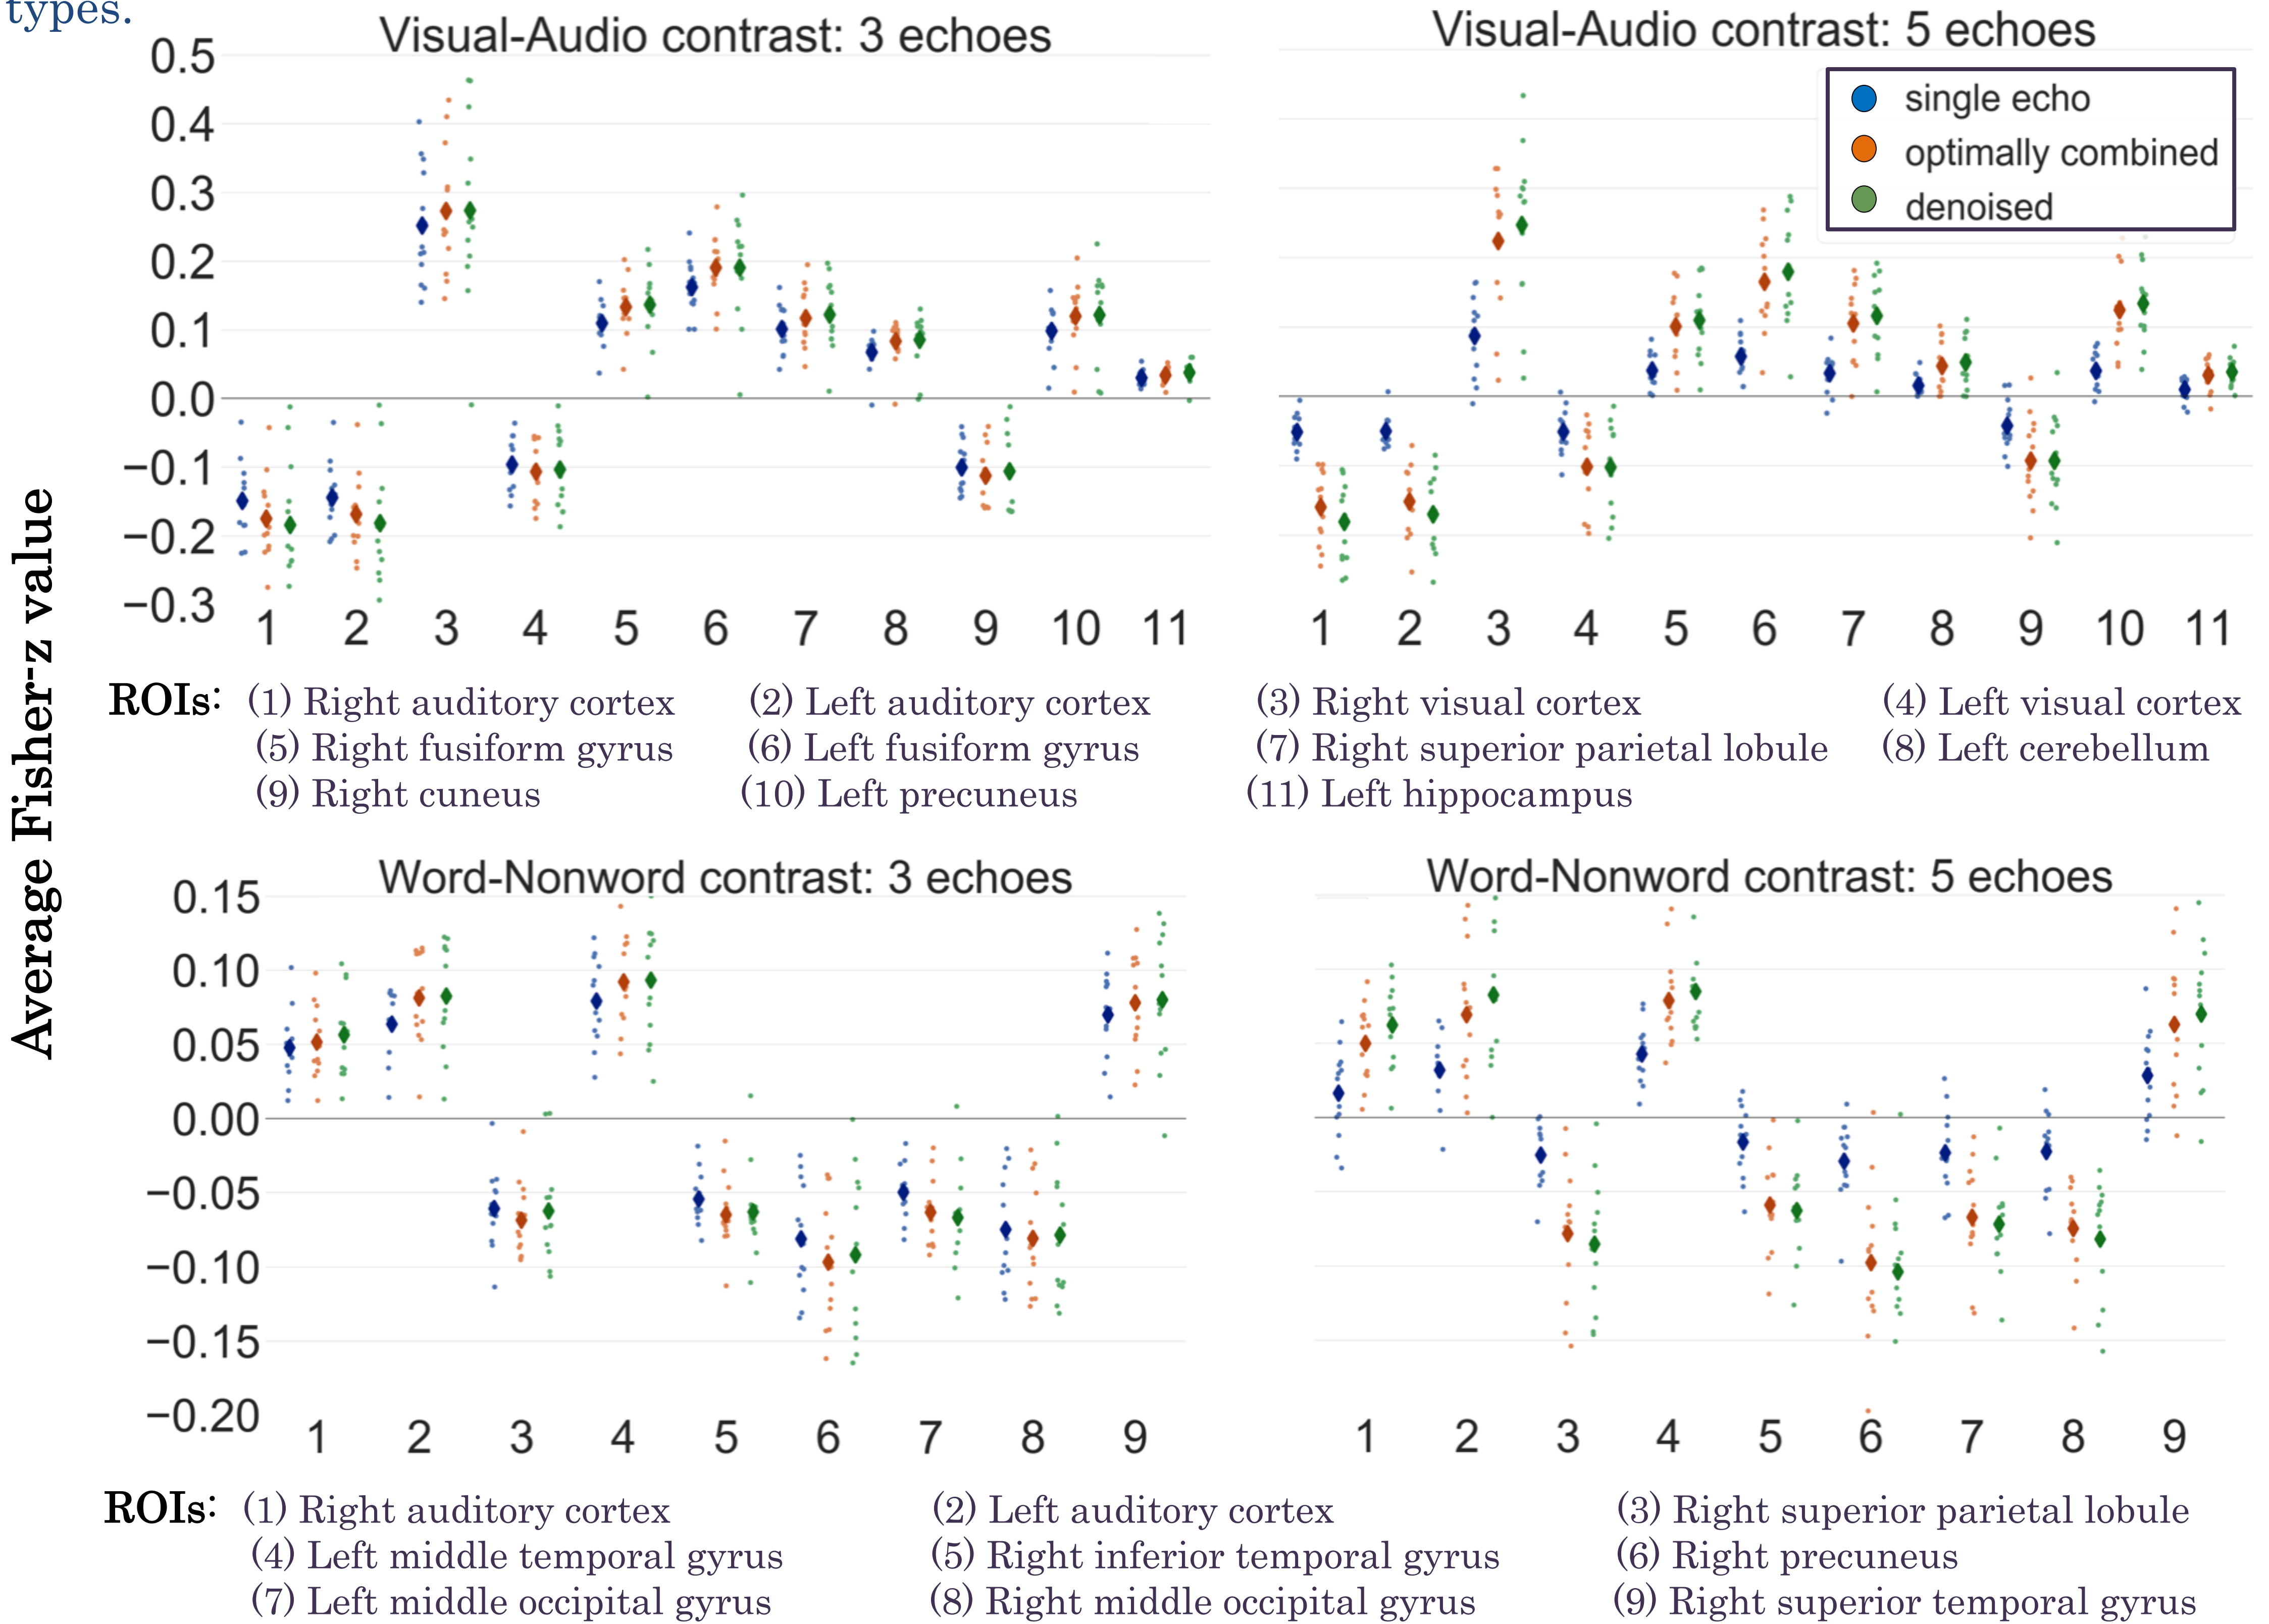 types.
Visual-Audio contrast: 3 echoes
Visual-Audio contrast: 5 echoes
single echo
optimally combined
denoised
0.5
0.4
0.3
0.2
0.1
0.0
−0.1
−0.2
−0.3
1 2 3 4 5 6 7 8 9 10 11
1 2 3 4 5 6 7 8 9 10 11
Average Fisher-z value
ROIs: (1) Right auditory cortex (2) Left auditory cortex (3) Right visual cortex (4) Left visual cortex
(5) Right fusiform gyrus (6) Left fusiform gyrus (7) Right superior parietal lobule (8) Left cerebellum
(9) Right cuneus (10) Left precuneus (11) Left hippocampus
Word-Nonword contrast: 3 echoes
Word-Nonword contrast: 5 echoes
0.15
0.10
0.05
0.00
−0.05
−0.10
−0.15
−0.20
1 2 3 4 5 6 7 8 9
1 2 3 4 5 6 7 8 9
ROIs: (1) Right auditory cortex (2) Left auditory cortex (3) Right superior parietal lobule
(4) Left middle temporal gyrus (5) Right inferior temporal gyrus (6) Right precuneus
(7) Left middle occipital gyrus (8) Right middle occipital gyrus (9) Right superior temporal gyrus